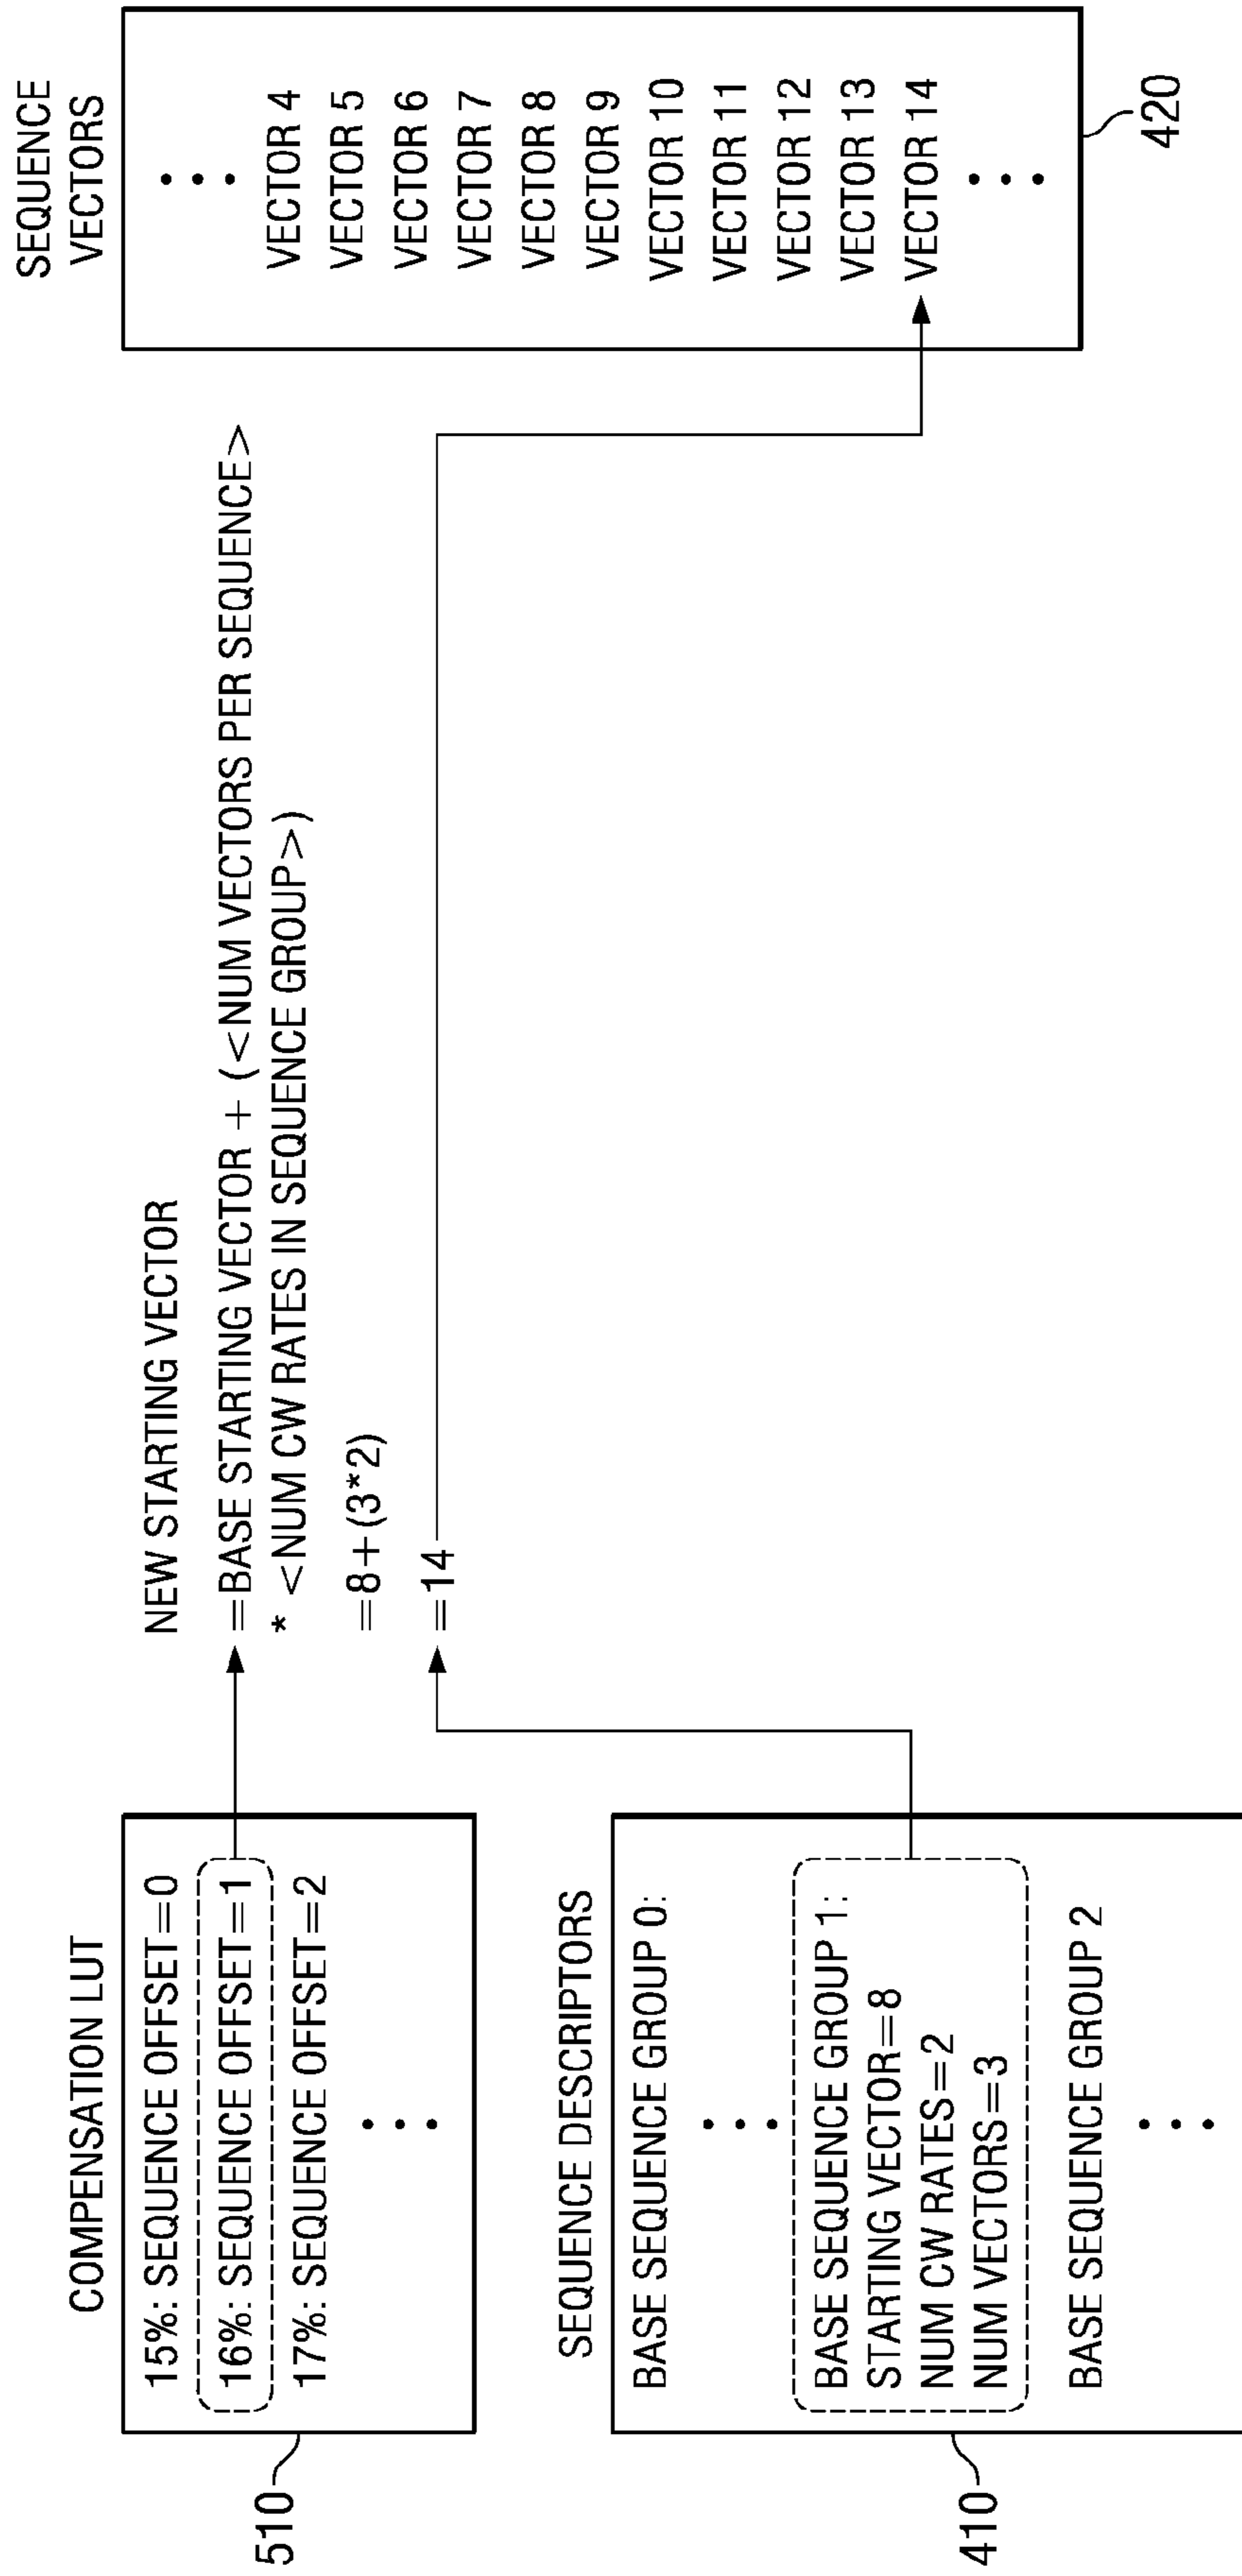 COMPENSATION LUT
15%: SEQUENCE OFFSET=0
16%: SEQUENCE OFFSET=1
17%: SEQUENCE OFFSET=2
510
NEW STARTING VECTOR
=BASE STARTING VECTOR + (<NUM VECTORS PER SEQUENCE>
* <NUM CW RATES IN SEQUENCE GROUP>)
=8+(3*2)
=14
SEQUENCE DESCRIPTORS
BASE SEQUENCE GROUP 0:
BASE SEQUENCE GROUP 1:
STARTING VECTOR=8
NUM CW RATES=2
NUM VECTORS=3
BASE SEQUENCE GROUP 2
410
SEQUENCE
VECTORS
VECTOR 4
VECTOR 5
VECTOR 6
VECTOR 7
VECTOR 8
VECTOR 9
VECTOR 10
VECTOR 11
VECTOR 12
VECTOR 13
VECTOR 14
420